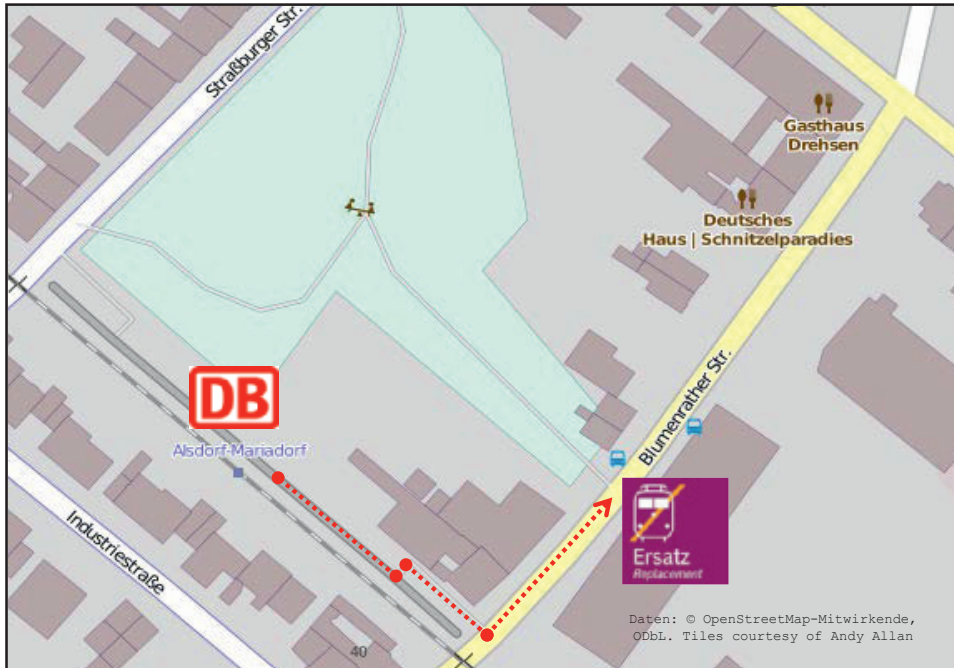 Straßburger Str.
Gasthaus
Drehsen
Deutsches
Haus | Schnitzelparadies
Blumenrather Str.
DB
Alsdorf-Mariadorf
Industriestraße
Ersatz
Replacement
40
Daten: © OpenStreetMap-Mitwirkende,
ODbL. Tiles courtesy of Andy Allan